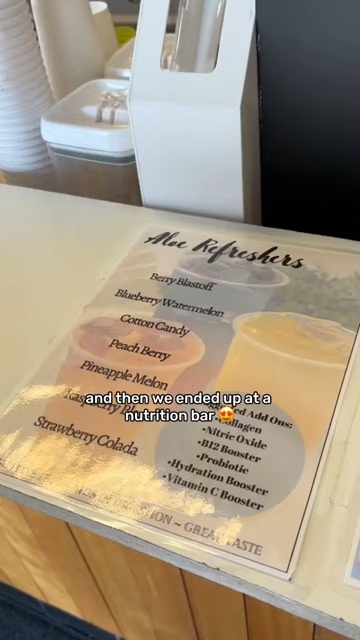 Aloe Refreshers
Berry Blastoff
Blueberry Watermelon
Cotton Candy
Peach Berry
Pineapple Melon
Raspberry
Strawberry Colada
and then we ended up at a
nutrition bar 😍
Add Ons:
Collagen
•Nitric Oxide
•B12 Booster
•Probiotic
•Hydration Booster
•Vitamin C Booster
~ GREAT TASTE